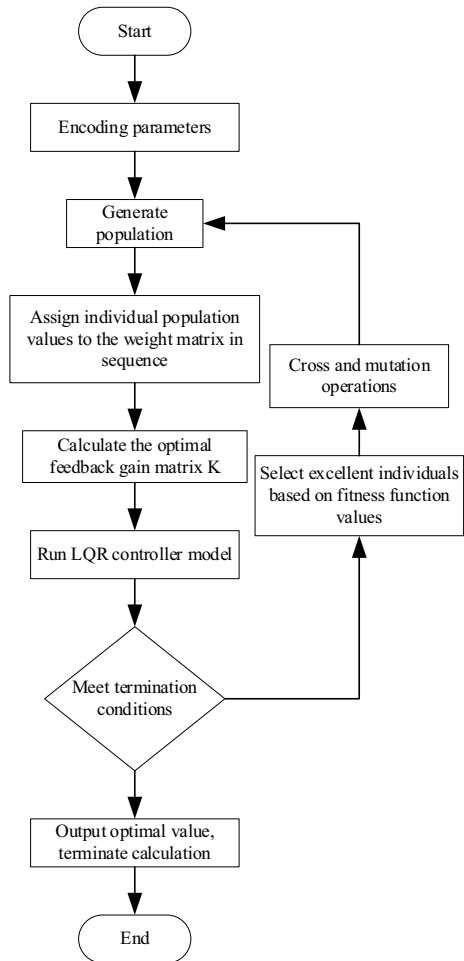 Start
Encoding parameters
Generate
population
Assign individual population
values to the weight matrix in
sequence
Cross and mutation
operations
Calculate the optimal
feedback gain matrix K
Select excellent individuals
based on fitness function
values
Run LQR controller model
Meet termination
conditions
Output optimal value,
terminate calculation
End